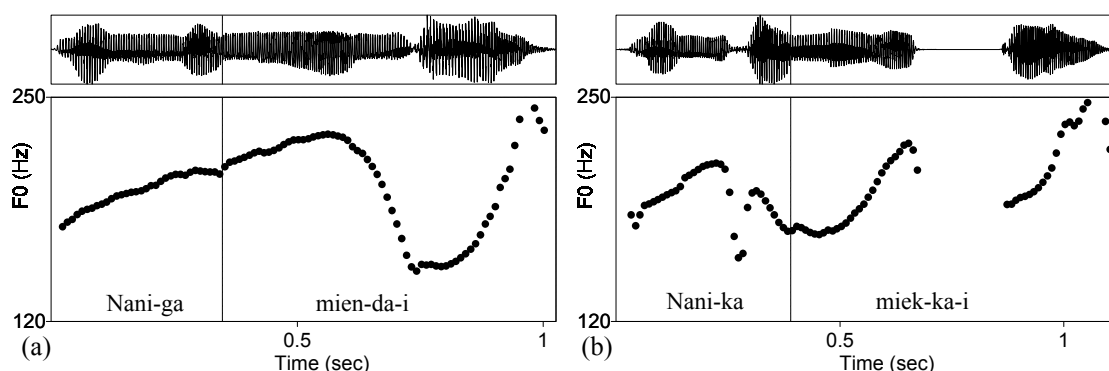 250
F0 (Hz)
120
Nani-ga
mien-da-i
0.5
1
Time (sec)
(a)
250
F0 (Hz)
120
Nani-ka
miek-ka-i
0.5
1
Time (sec)
(b)